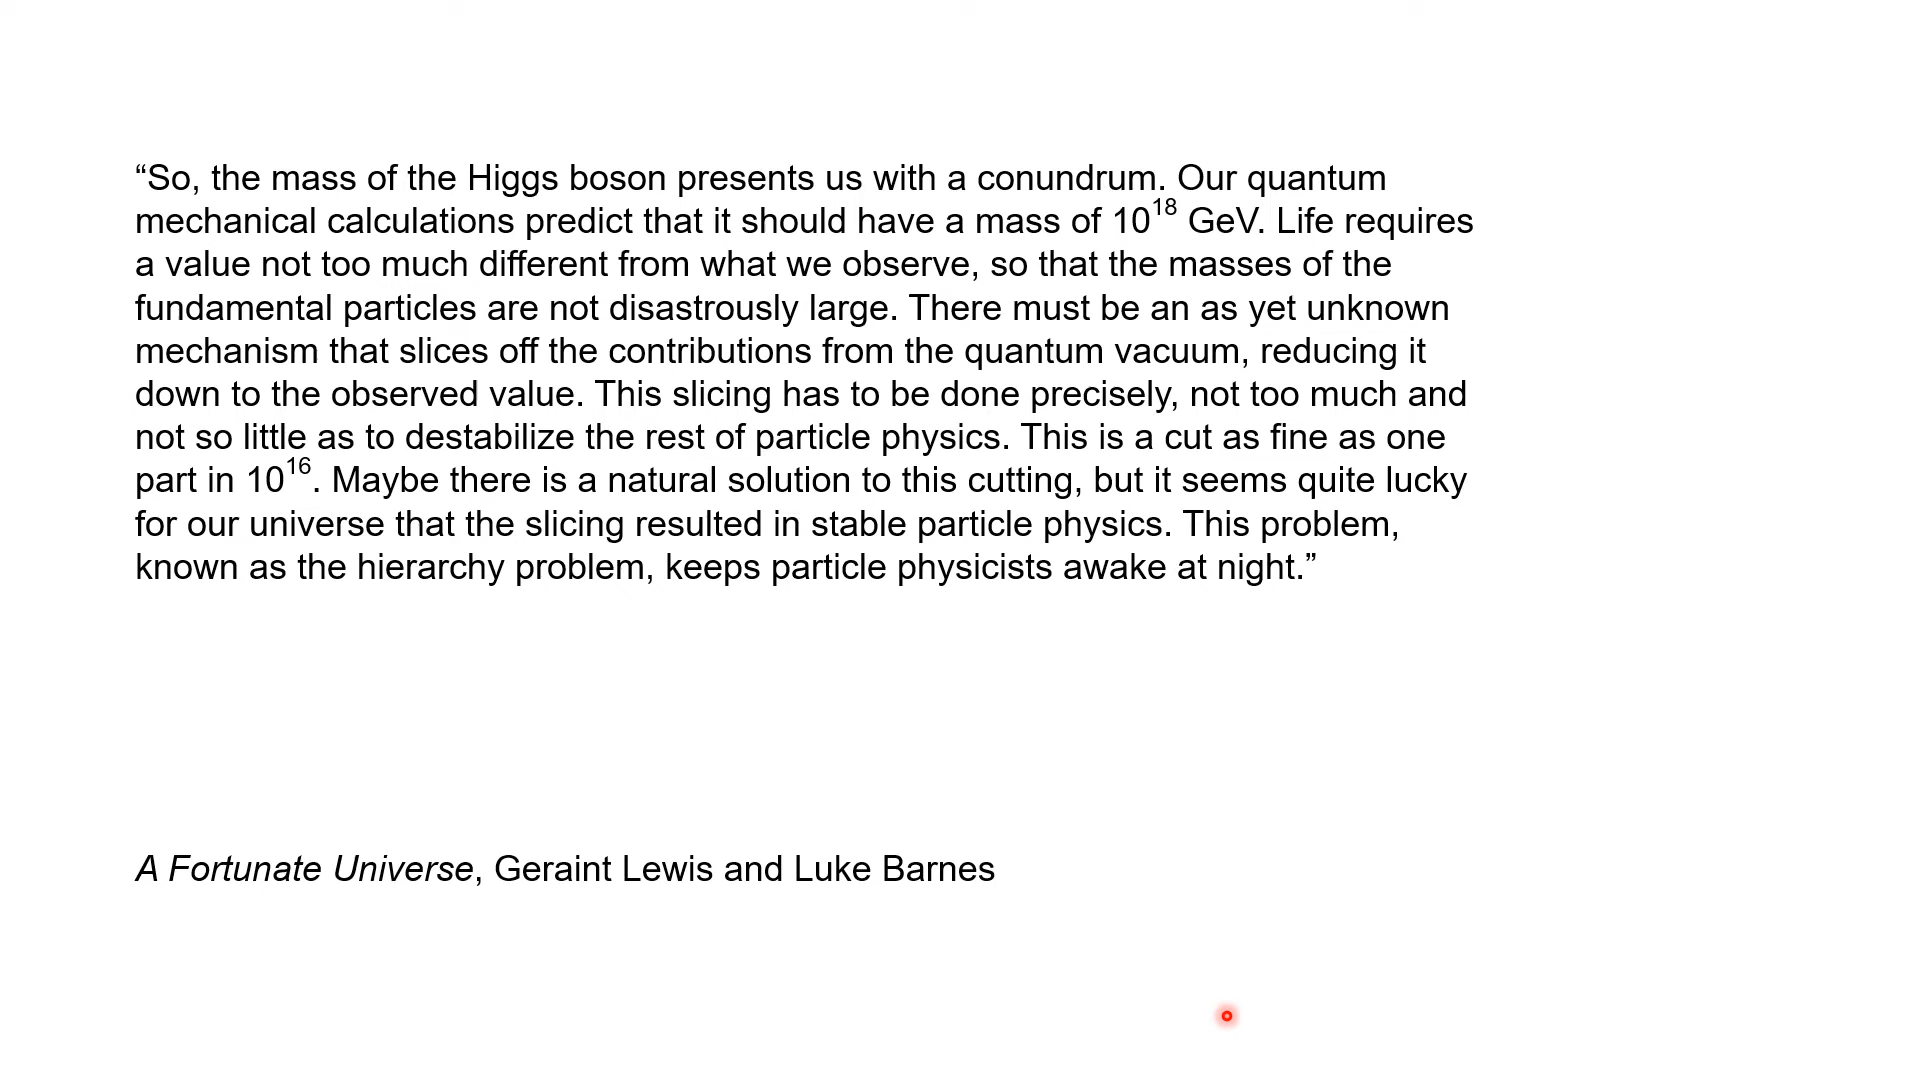 “So, the mass of the Higgs boson presents us with a conundrum. Our quantum
mechanical calculations predict that it should have a mass of 10¹⁸ GeV. Life requires
a value not too much different from what we observe, so that the masses of the
fundamental particles are not disastrously large. There must be an as yet unknown
mechanism that slices off the contributions from the quantum vacuum, reducing it
down to the observed value. This slicing has to be done precisely, not too much and
not so little as to destabilize the rest of particle physics. This is a cut as fine as one
part in 10¹⁶. Maybe there is a natural solution to this cutting, but it seems quite lucky
for our universe that the slicing resulted in stable particle physics. This problem,
known as the hierarchy problem, keeps particle physicists awake at night.”
A Fortunate Universe, Geraint Lewis and Luke Barnes